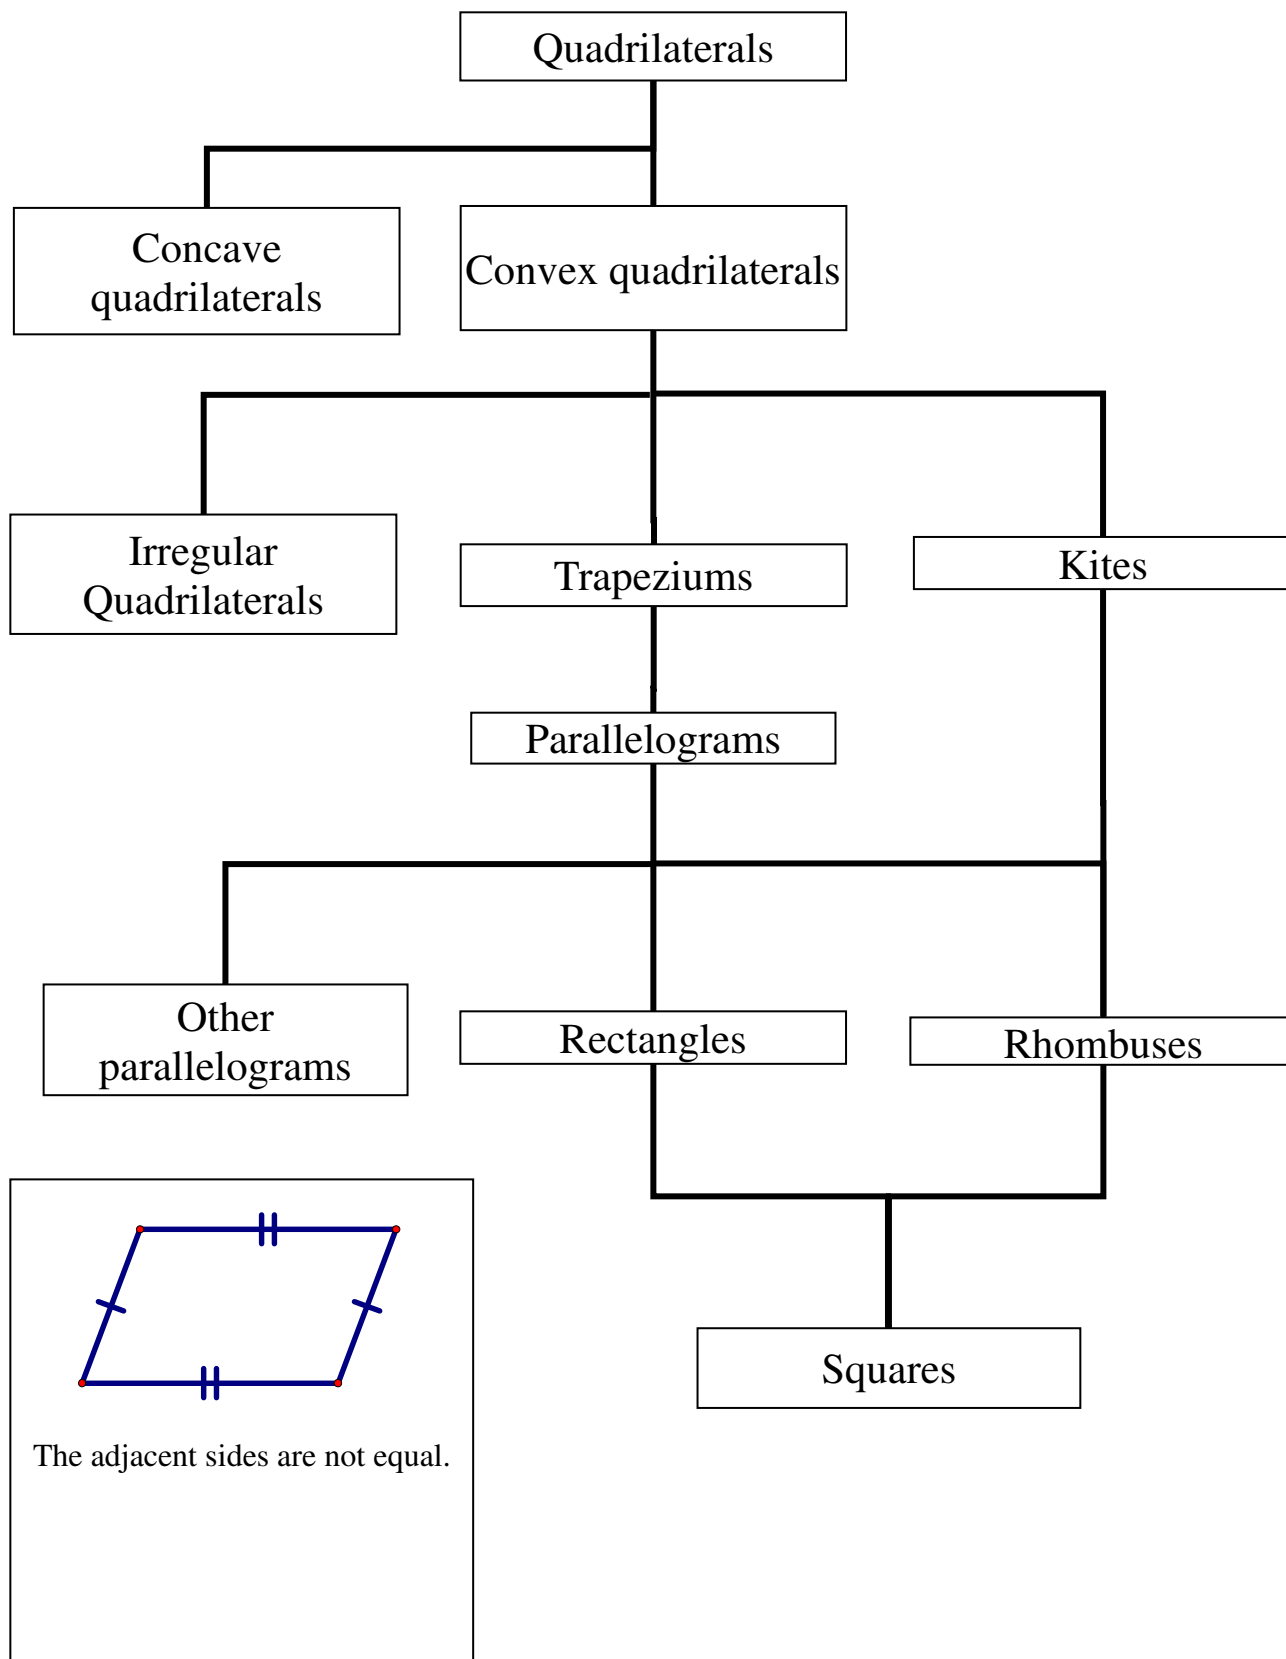 Quadrilaterals
Concave
quadrilaterals
Convex quadrilaterals
Irregular
Quadrilaterals
Trapeziums
Kites
Parallelograms
Other
parallelograms
Rectangles
Rhombuses
Squares
The adjacent sides are not equal.